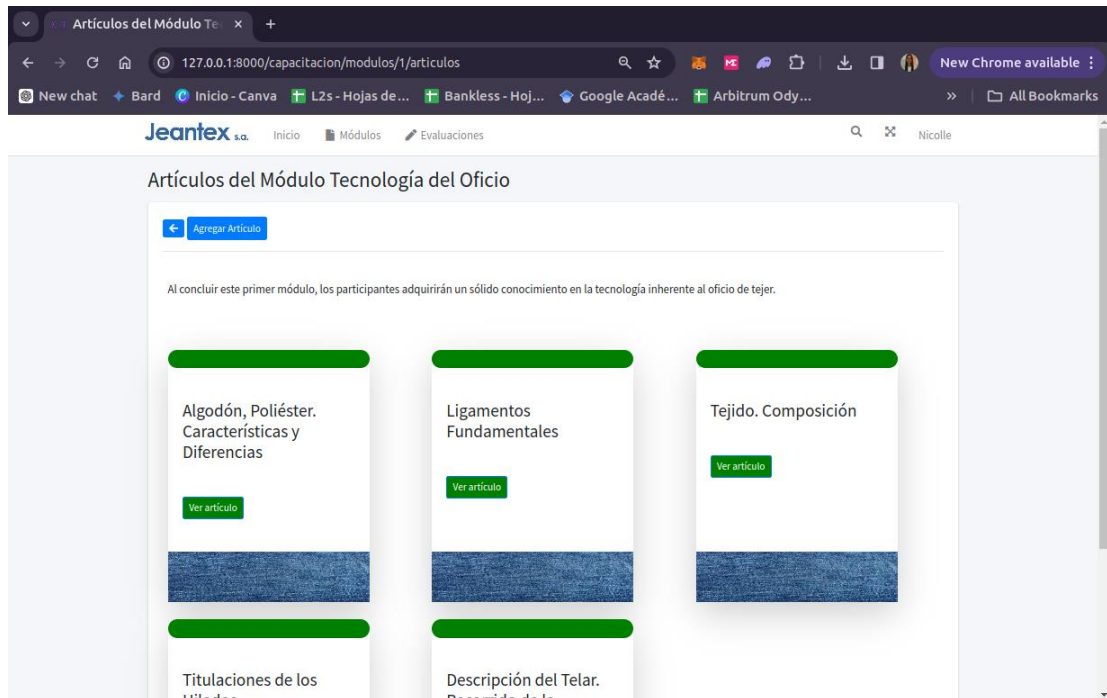 Artículos del Módulo Te
127.0.0.1:8000/capacitacion/modulos/1/articulos
New Chrome available
New chat Bard Inicio - Canva L2s - Hojas de... Bankless - Hoj... Google Acadé... Arbitrum Ody... All Bookmarks
Jeantex s.a. Inicio Módulos Evaluaciones Nicolle
Artículos del Módulo Tecnología del Oficio
Agregar Artículo
Al concluir este primer módulo, los participantes adquirirán un sólido conocimiento en la tecnología inherente al oficio de tejer.
Algodón, Poliéster.
Características y
Diferencias
Ver artículo
Ligamentos
Fundamentales
Ver artículo
Tejido. Composición
Ver artículo
Titulaciones de los
Descripción del Telar.